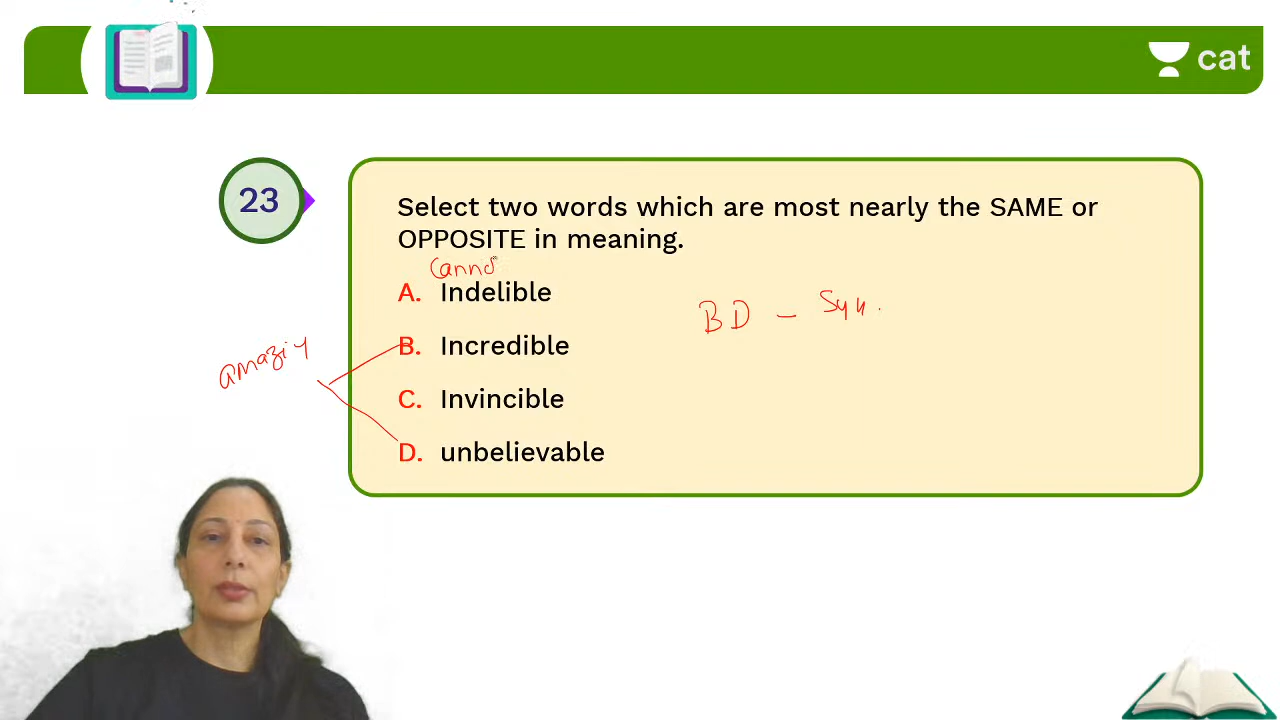 cat
23
Select two words which are most nearly the SAME or
OPPOSITE in meaning.
Canno
A. Indelible
BD - Syn.
B. Incredible
C. Invincible
D. unbelievable